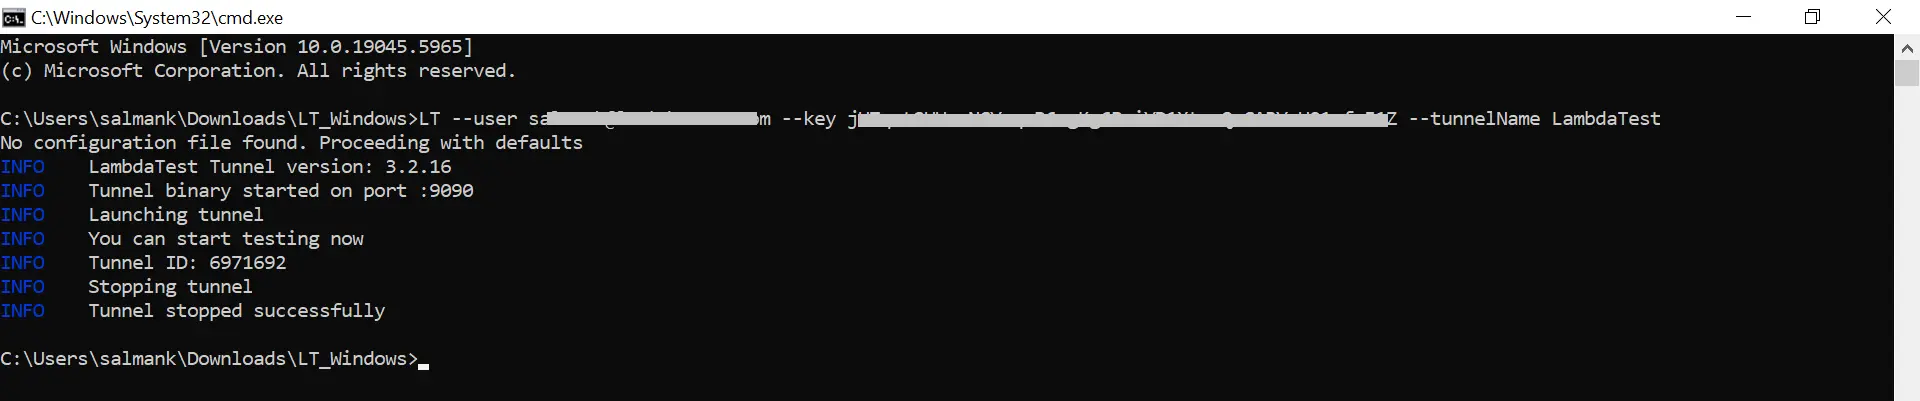 C:\Windows\System32\cmd.exe
Microsoft Windows [Version 10.0.19045.5965]
(c) Microsoft Corporation. All rights reserved.
C:\Users\salmank\Downloads\LT_Windows>LT --user --key --tunnelName LambdaTest
No configuration file found. Proceeding with defaults
INFO LambdaTest Tunnel version: 3.2.16
INFO Tunnel binary started on port :9090
INFO Launching tunnel
INFO You can start testing now
INFO Tunnel ID: 6971692
INFO Stopping tunnel
INFO Tunnel stopped successfully
C:\Users\salmank\Downloads\LT_Windows>